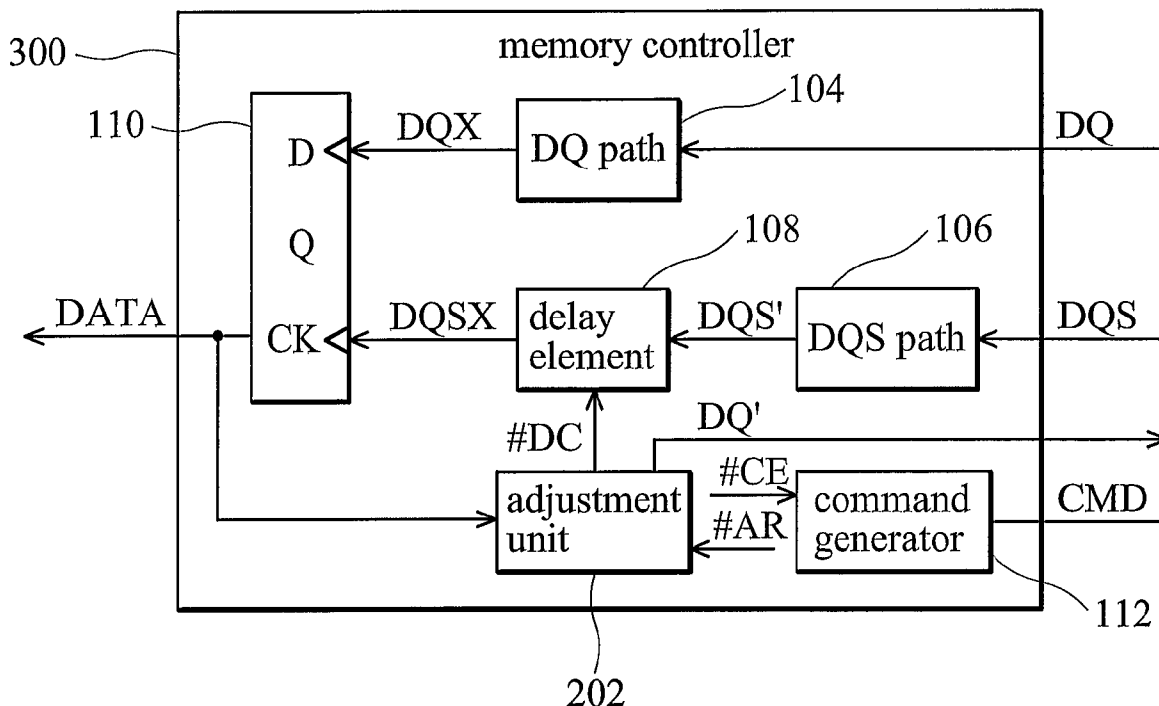 300
memory controller
110
104
D
DQX
DQ path
DQ
Q
108
106
DATA
CK
DQSX
delay
element
DQS'
DQS path
DQS
#DC
DQ'
adjustment
unit
#CE
#AR
command
generator
CMD
202
112